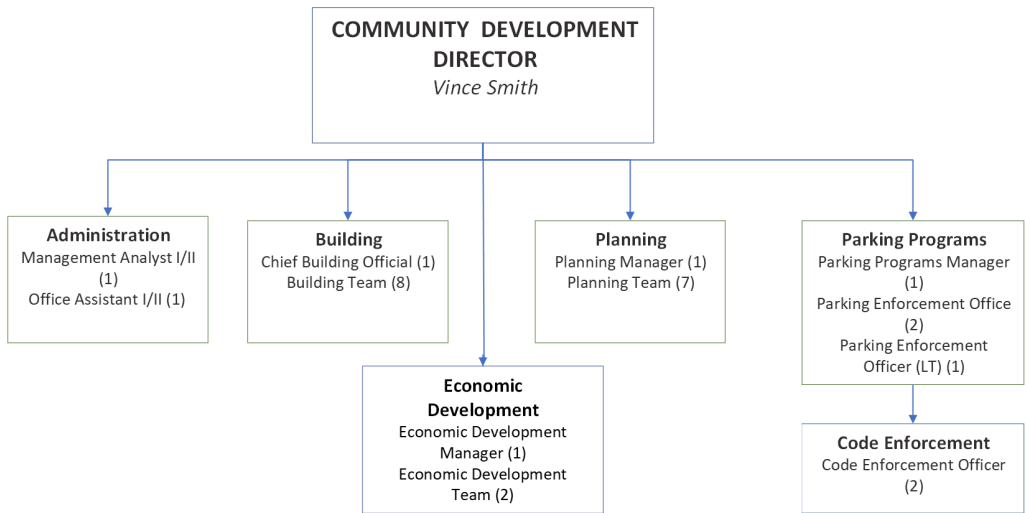 COMMUNITY DEVELOPMENT
DIRECTOR
Vince Smith
Administration
Management Analyst I/II
(1)
Office Assistant I/II (1)
Building
Chief Building Official (1)
Building Team (8)
Planning
Planning Manager (1)
Planning Team (7)
Parking Programs
Parking Programs Manager
(1)
Parking Enforcement Office
(2)
Parking Enforcement
Officer (LT) (1)
Economic
Development
Economic Development
Manager (1)
Economic Development
Team (2)
Code Enforcement
Code Enforcement Officer
(2)